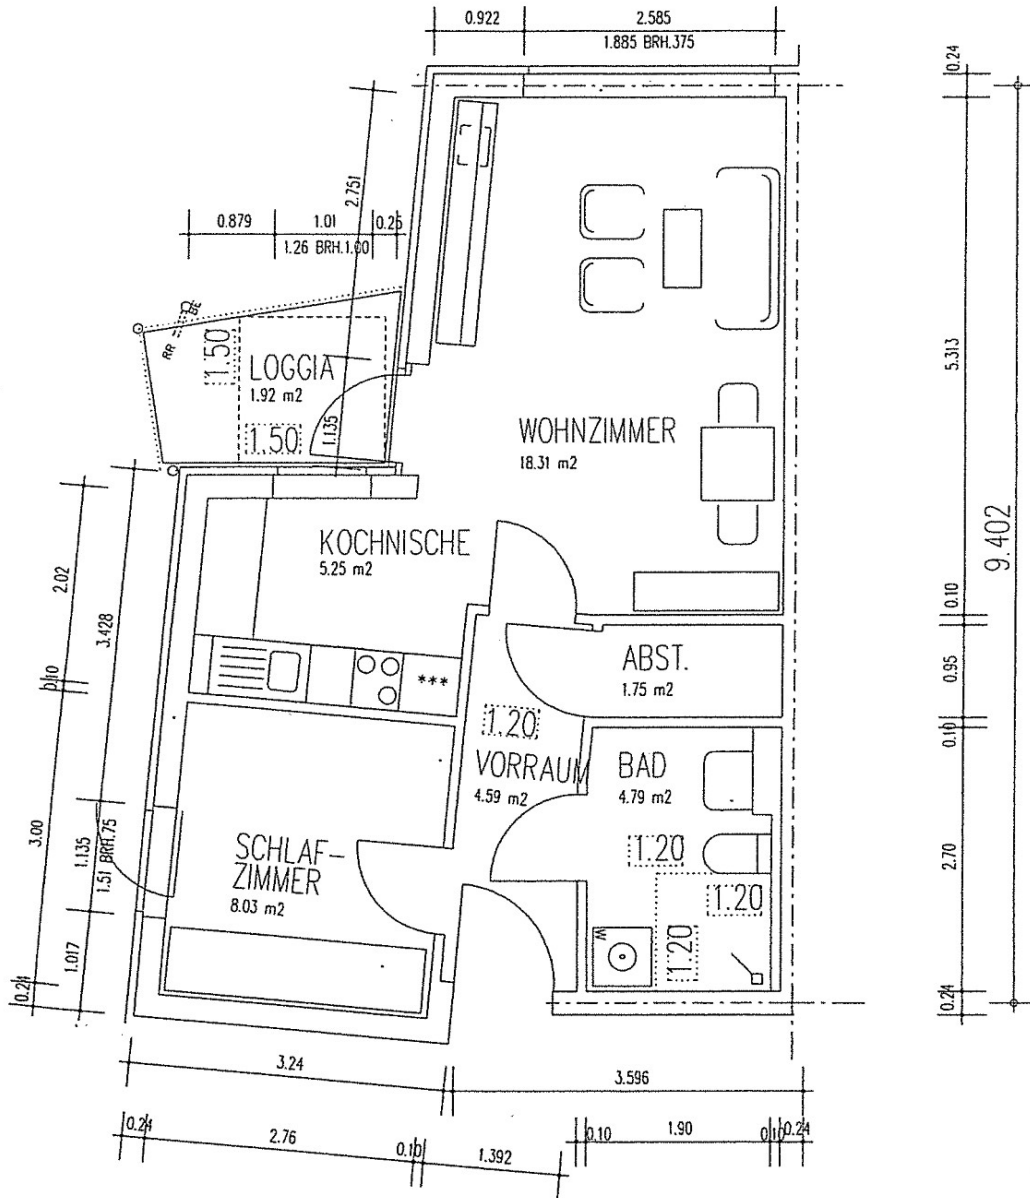 0.922
2.585
1.885 BRH.375
0.24
2.751
0.879
1.01
0.25
1.26 BRH.1.00
BE
RR
1.50
LOGGIA
1.92 m2
1.50
1.135
5.313
WOHNZIMMER
18.31 m2
9.402
KOCHNISCHE
5.25 m2
2.02
3.428
0.10
0.10
***
ABST.
1.75 m2
0.95
1.20
0.10
VORRAUM
4.59 m2
BAD
4.79 m2
3.00
1.135
1.51 BRH.75
SCHLAF-
ZIMMER
8.03 m2
1.20
1.20
2.70
W
1.20
1.017
0.24
0.24
3.24
3.596
0.24
2.76
0.10
1.392
0.10
1.90
0.10
0.24